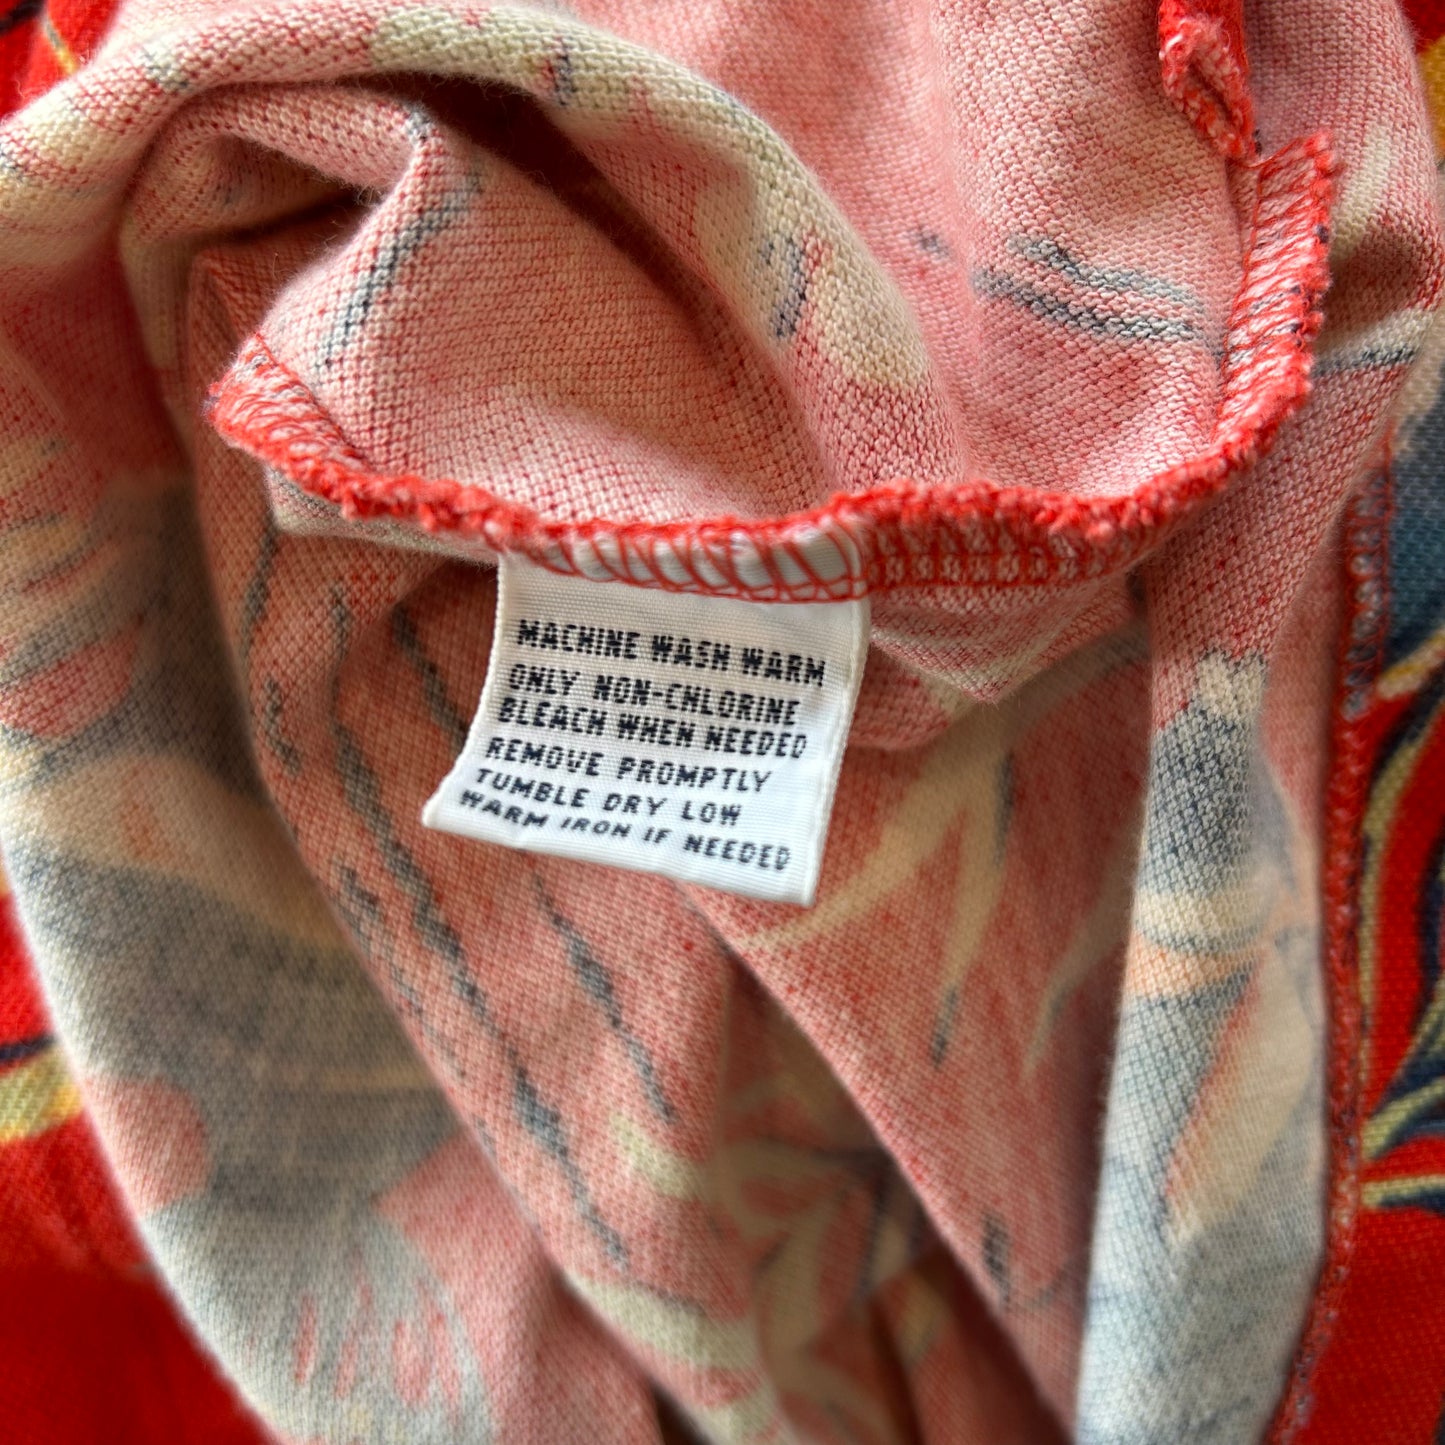 MACHINE WASH WARM
ONLY NON-CHLORINE
BLEACH WHEN NEEDED
REMOVE PROMPTLY
TUMBLE DRY LOW
WARM IRON IF NEEDED